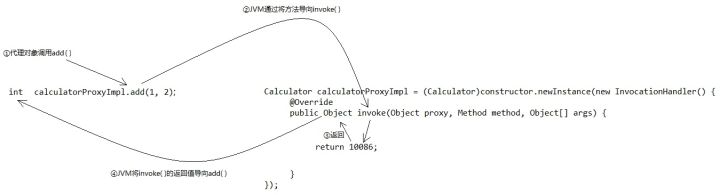 ②JVM通过将方法导向invoke()
①代理对象调用add()
int calculatorProxyImpl.add(1, 2);
Calculator calculatorProxyImpl = (Calculator)constructor.newInstance(new InvocationHandler() {
@Override
public Object invoke(Object proxy, Method method, Object[] args) {
③返回
return 10086;
④JVM将invoke()的返回值导向add()
}
});